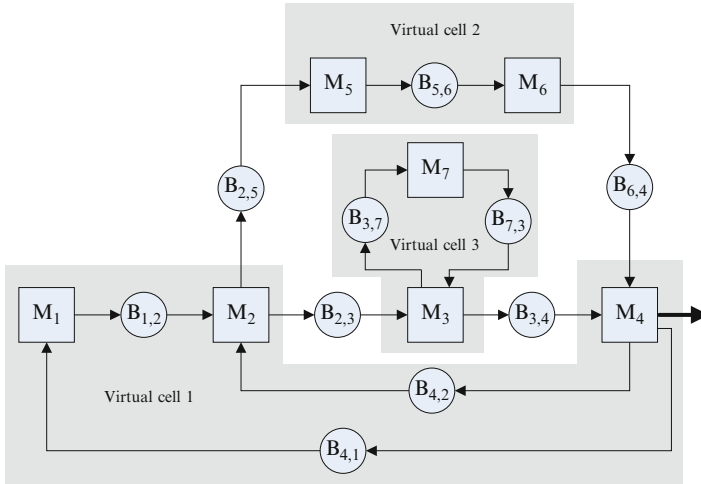 Virtual cell 2
M5 B5,6 M6
B2,5
M7
B6,4
B3,7 B7,3
Virtual cell 3
M1 B1,2 M2 B2,3 M3 B3,4 M4
B4,2
Virtual cell 1
B4,1